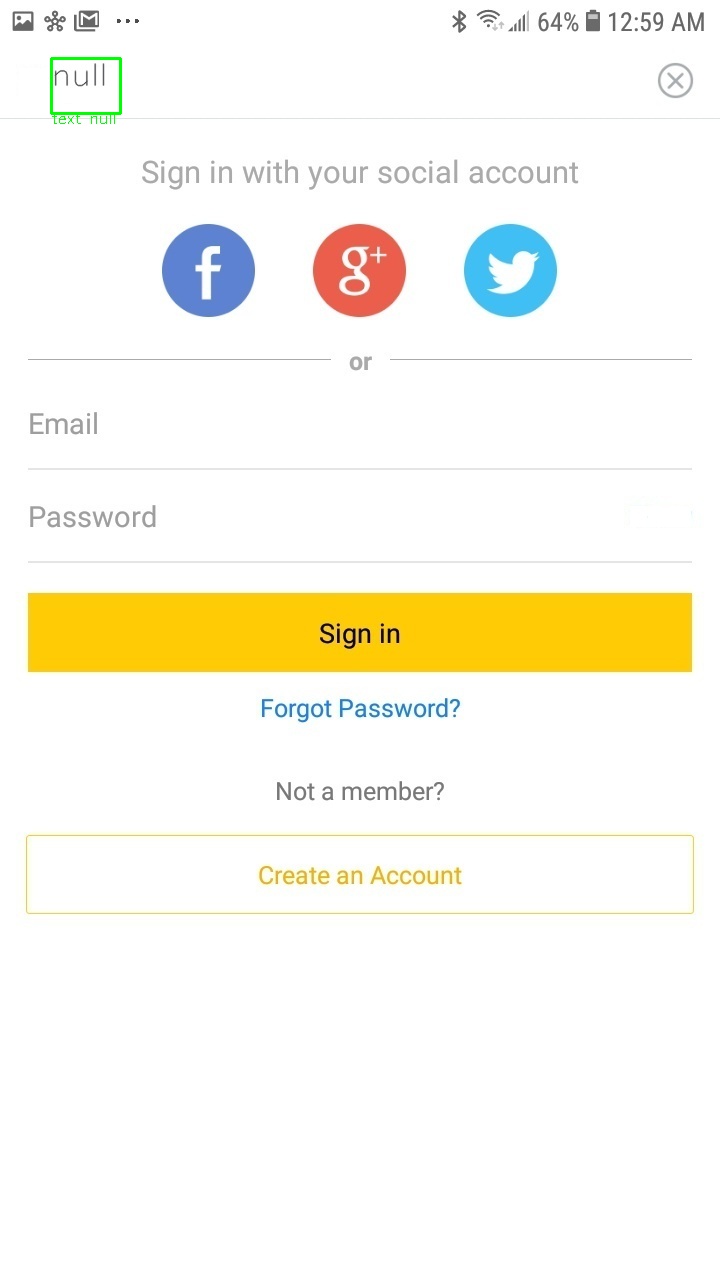 64% 12:59 AM
null
text null
Sign in with your social account
f g+
or
Email
Password
Sign in
Forgot Password?
Not a member?
Create an Account